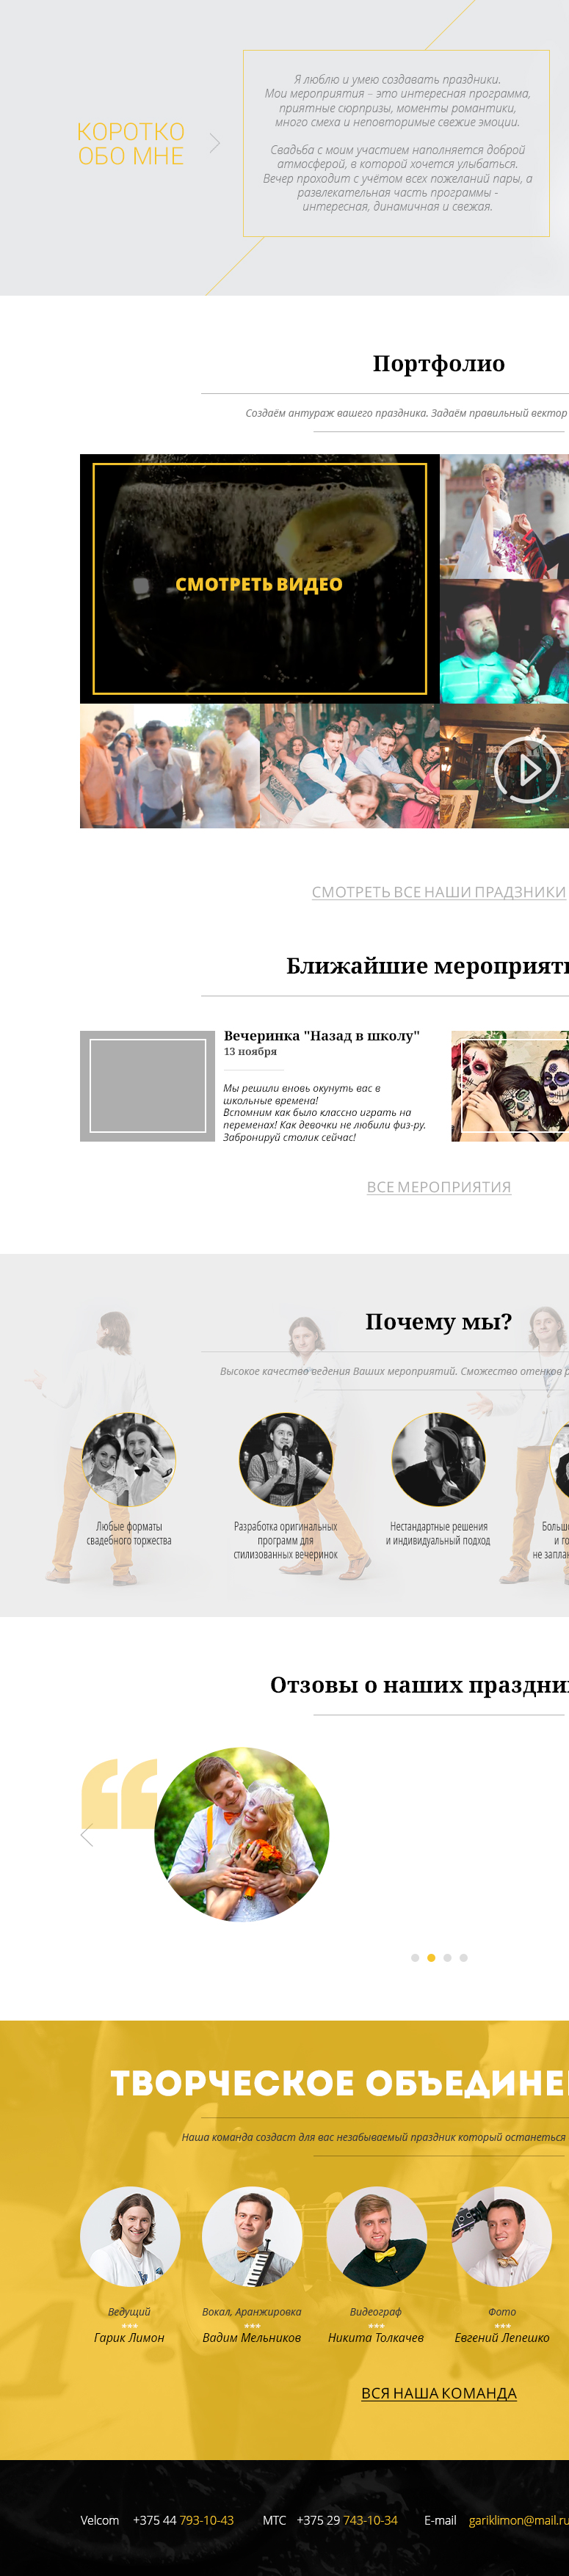 КОРОТКО
ОБО МНЕ
Я люблю и умею создавать праздники.
Мои мероприятия – это интересная программа,
приятные сюрпризы, моменты романтики,
много смеха и неповторимые свежие эмоции.
Свадьба с моим участием наполняется доброй
атмосферой, в которой хочется улыбаться.
Вечер проходит с учётом всех пожеланий пары, а
развлекательная часть программы -
интересная, динамичная и свежая.
Портфолио
Создаём антураж вашего праздника. Задаём правильный вектор
СМОТРЕТЬ ВИДЕО
СМОТРЕТЬ ВСЕ НАШИ ПРАДЗНИКИ
Ближайшие мероприят
Вечеринка "Назад в школу"
13 ноября
Мы решили вновь окунуть вас в
школьные времена!
Вспомним как было классно играть на
переменах! Как девочки не любили физ-ру.
Забронируй столик сейчас!
ВСЕ МЕРОПРИЯТИЯ
Почему мы?
Высокое качество ведения Ваших мероприятий. Сможество отенков
Любые форматы
свадебного торжества
Разработка оригинальных
программ для
стилизованных вечеринок
Нестандартные решения
и индивидуальный подход
Больш
и го
не заплан
Отзывы о наших праздни
ТВОРЧЕСКОЕ ОБЪЕДИНЕ
Наша команда создаст для вас незабываемый праздник который останеться
Ведущий
***
Гарик Лимон
Вокал, Аранжировка
***
Вадим Мельников
Видеограф
***
Никита Толкачев
Фото
***
Евгений Лепешко
ВСЯ НАША КОМАНДА
Velcom +375 44 793-10-43 МТС +375 29 743-10-34 E-mail gariklimon@mail.ru